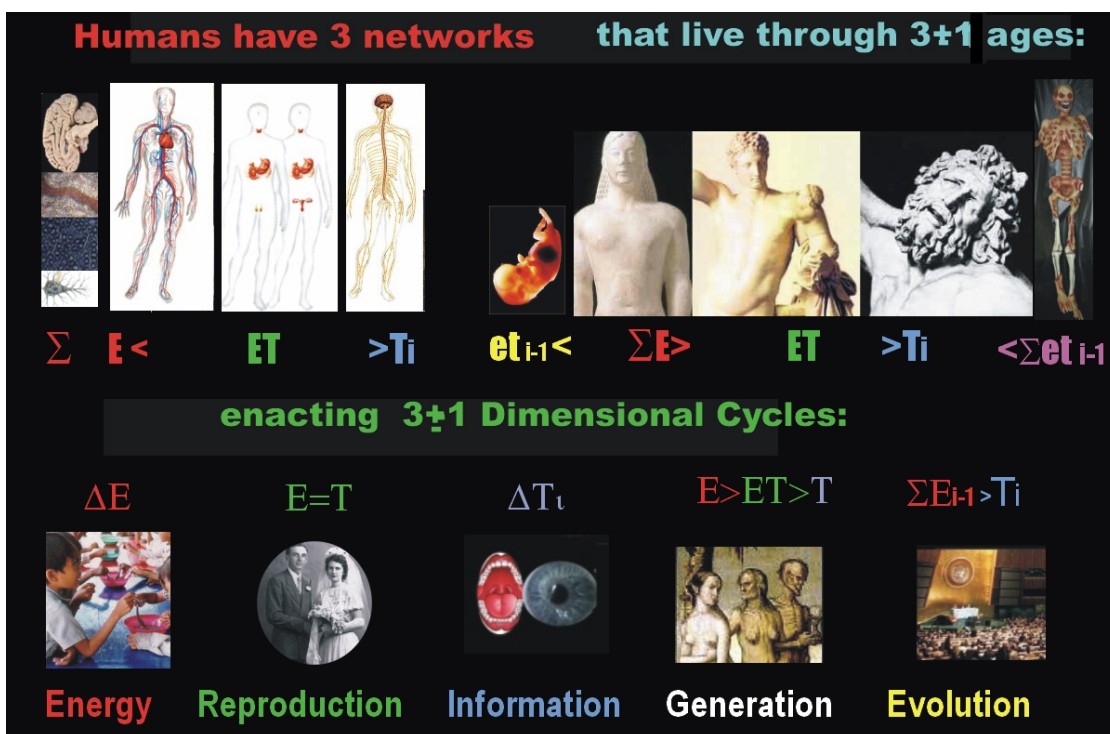 Humans have 3 networks that live through 3±1 ages:
Σ E < ET >Ti et i-1< ΣE> ET >Ti <Σet i-1
enacting 3±1 Dimensional Cycles:
ΔE E=T ΔTι E>ET>T ΣEi-1>Ti
Energy Reproduction Information Generation Evolution